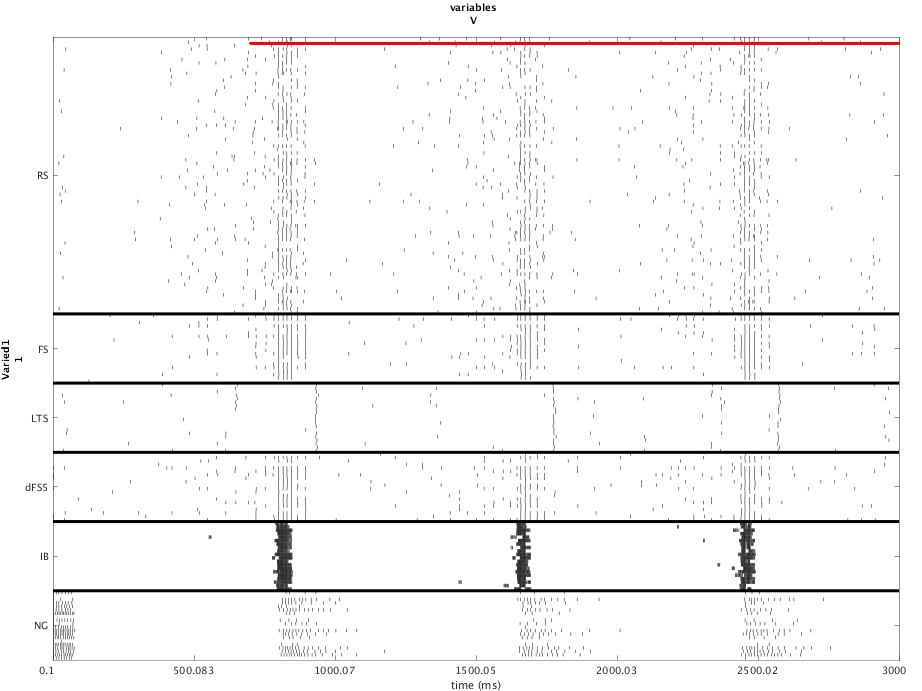 variables
V
RS
FS
LTS
dFS5
IB
NG
Varied1
1
0.1 500.083 1000.07 1500.05 2000.03 2500.02 3000
time (ms)